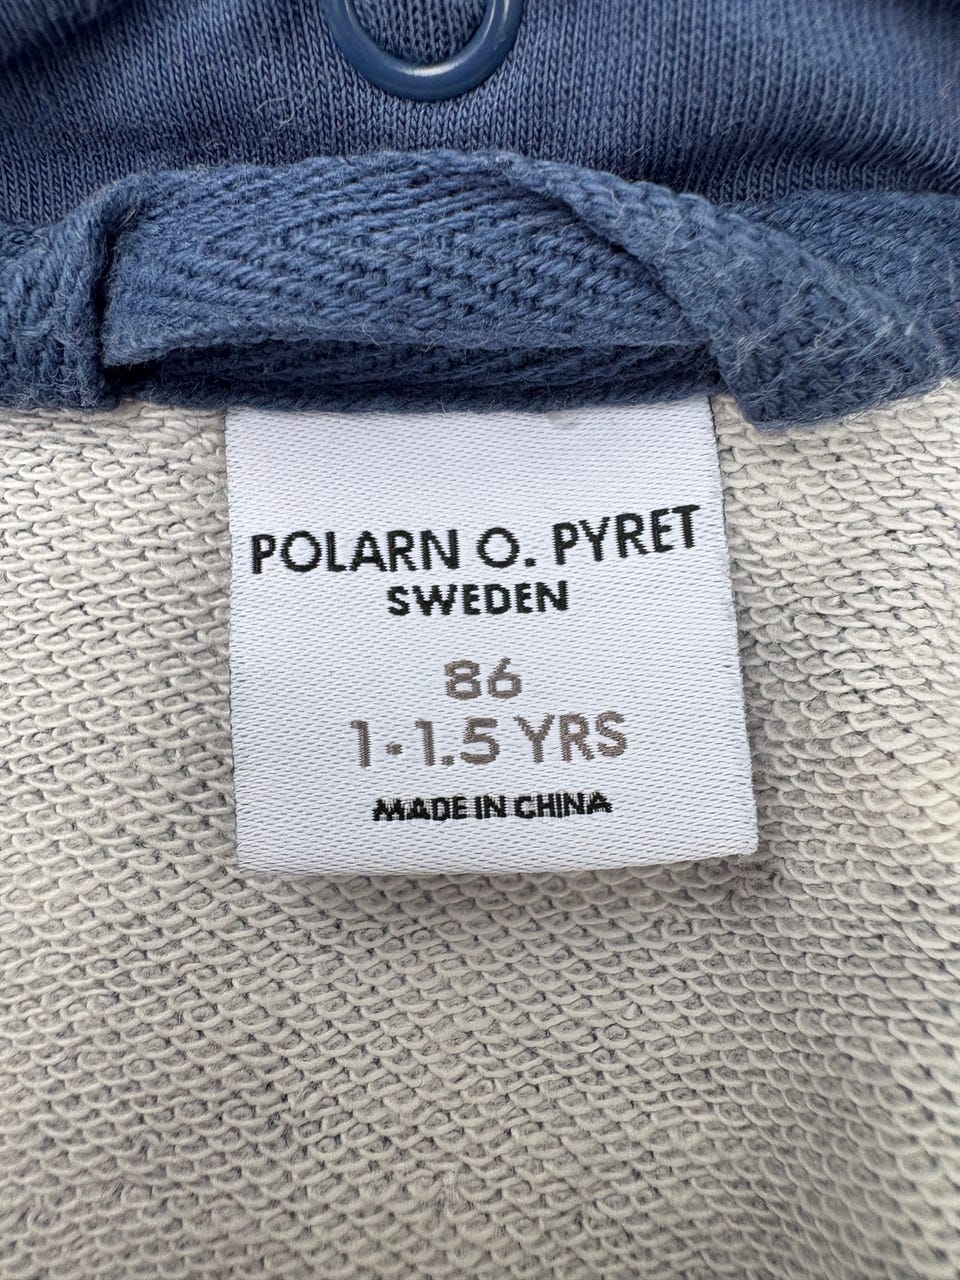 POLARN O. PYRET
SWEDEN
86
1-1.5 YRS
MADE IN CHINA